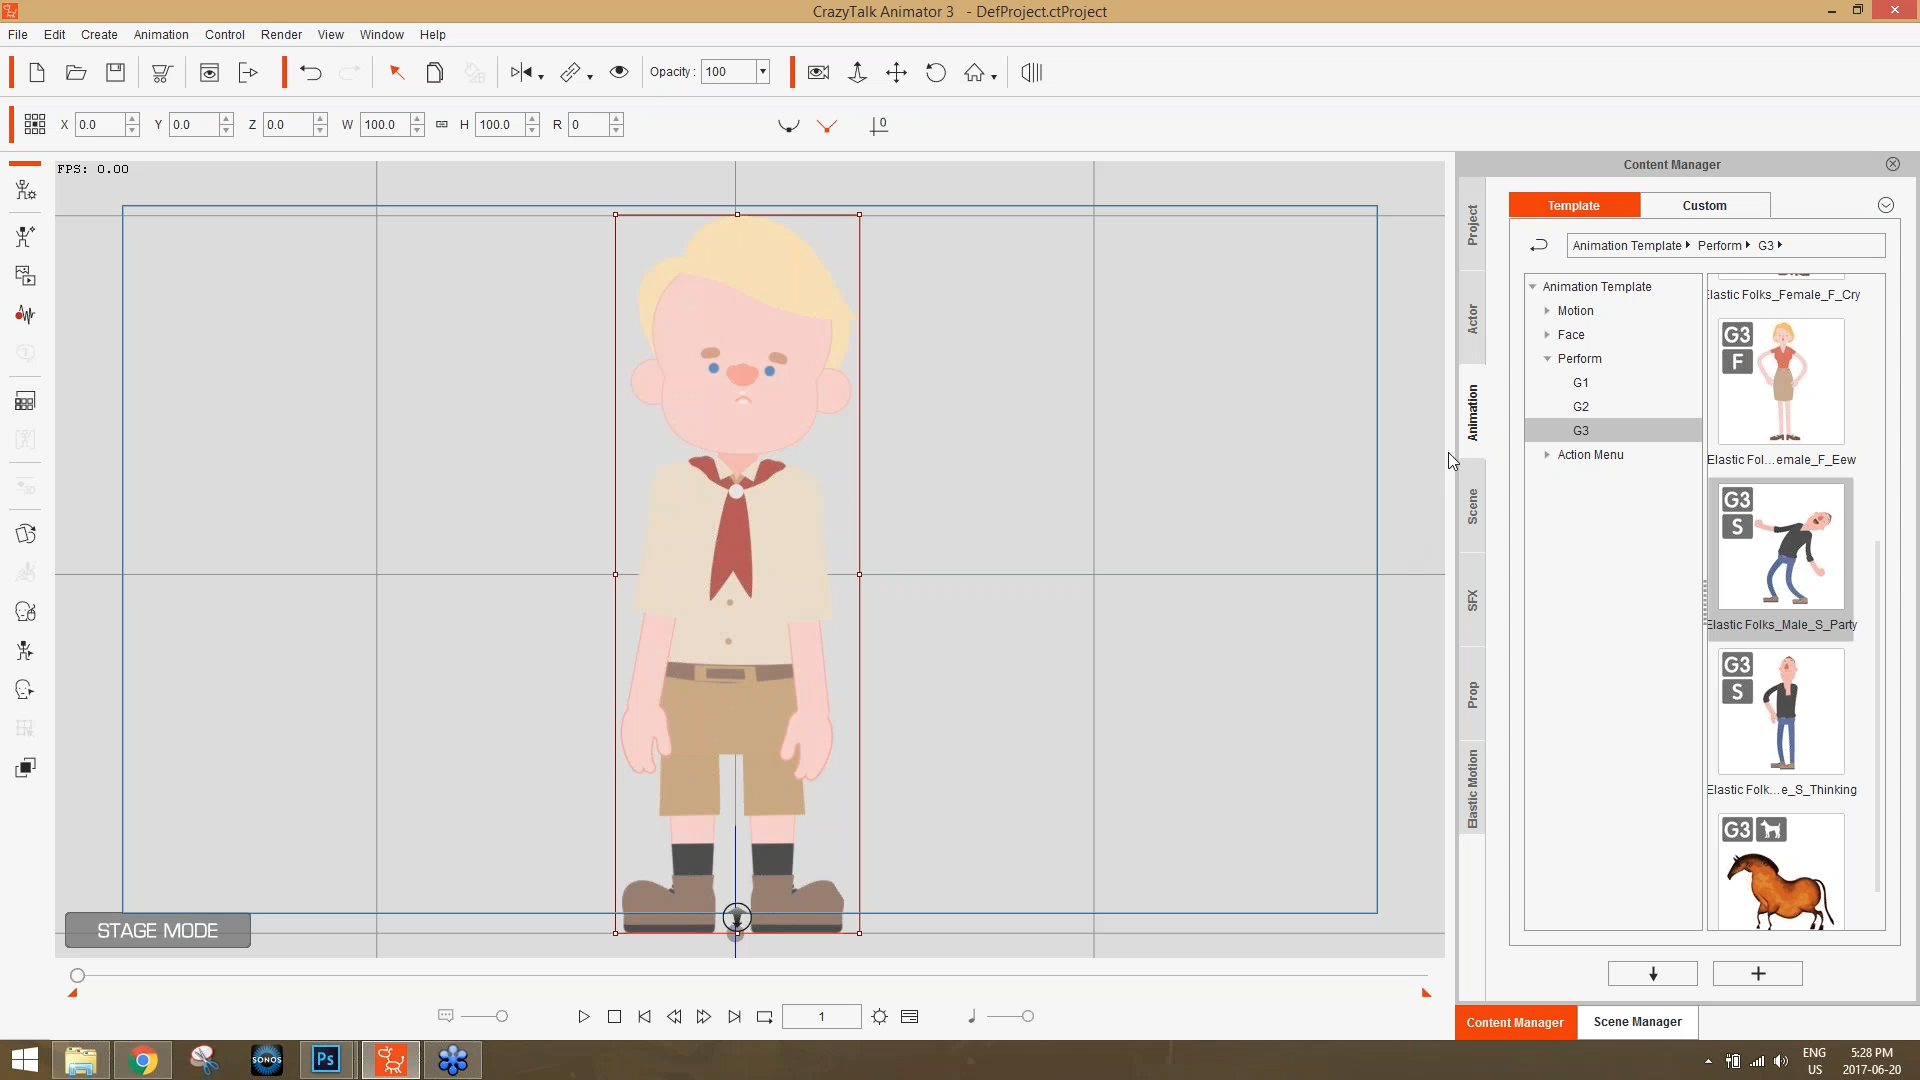 CrazyTalk Animator 3 - DefProject.ctProject
File Edit Create Animation Control Render View Window Help
Opacity : 100
X 0.0 Y 0.0 Z 0.0 W 100.0 H 100.0 R 0
0
FPS: 0.00
STAGE MODE
1
Content Manager
Project
Actor
Animation
Scene
SFX
Prop
Elastic Motion
Template Custom
Animation Template Perform G3
Animation Template
Motion
Face
Perform
G1
G2
G3
Action Menu
Elastic Folks_Female_F_Cry
G3
F
Elastic Fol...emale_F_Eew
G3
S
Elastic Folks_Male_S_Party
G3
S
Elastic Folk...e_S_Thinking
G3
Content Manager Scene Manager
SONOS
Ps
ENG
US
5:28 PM
2017-06-20